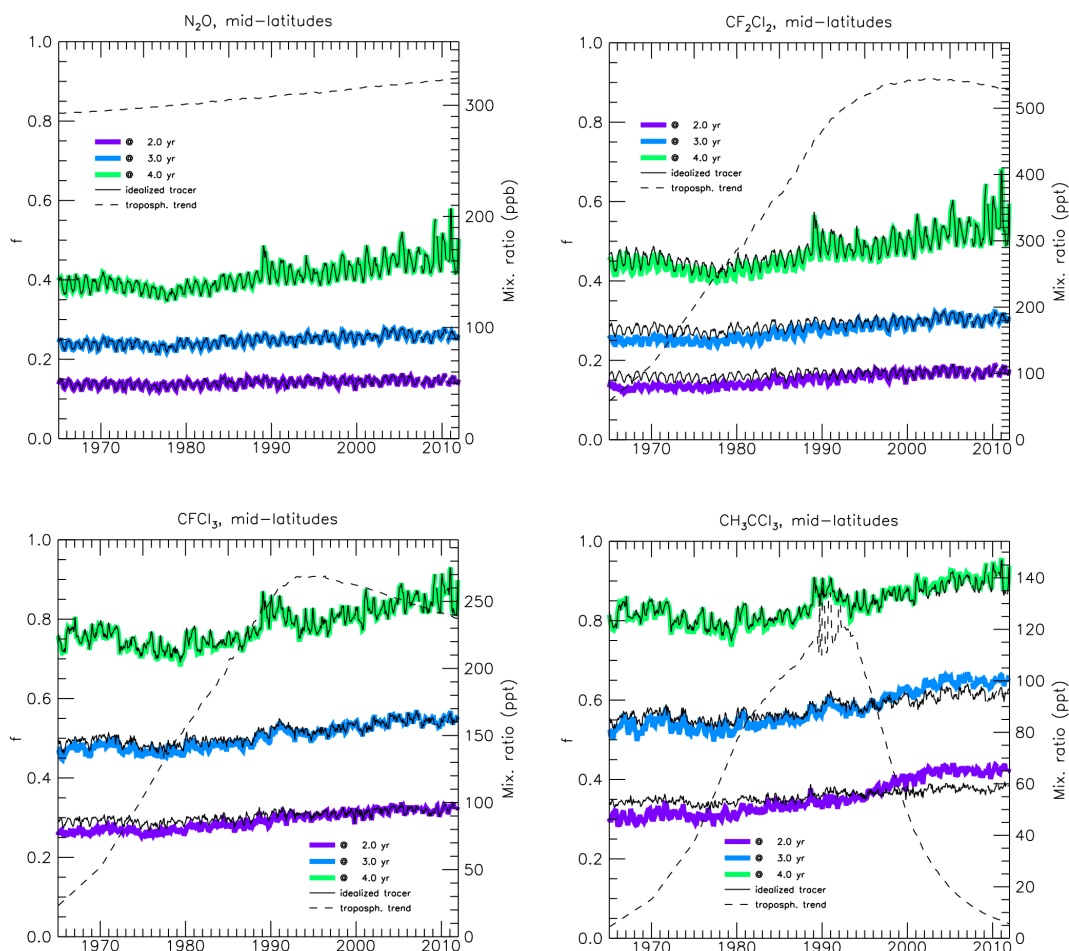 N₂O, mid−latitudes
1.0
0.8
0.6
0.4
0.2
0.0
f
@ 2.0 yr
@ 3.0 yr
@ 4.0 yr
idealized tracer
troposph. trend
300
200
100
0
Mix. ratio (ppb)
1970 1980 1990 2000 2010
CF₂Cl₂, mid−latitudes
1.0
0.8
0.6
0.4
0.2
0.0
f
@ 2.0 yr
@ 3.0 yr
@ 4.0 yr
idealized tracer
troposph. trend
500
400
300
200
100
0
Mix. ratio (ppt)
1970 1980 1990 2000 2010
CFCl₃, mid−latitudes
1.0
0.8
0.6
0.4
0.2
0.0
f
@ 2.0 yr
@ 3.0 yr
@ 4.0 yr
idealized tracer
troposph. trend
250
200
150
100
50
0
Mix. ratio (ppt)
1970 1980 1990 2000 2010
CH₃CCl₃, mid−latitudes
1.0
0.8
0.6
0.4
0.2
0.0
f
@ 2.0 yr
@ 3.0 yr
@ 4.0 yr
idealized tracer
troposph. trend
140
120
100
80
60
40
20
0
Mix. ratio (ppt)
1970 1980 1990 2000 2010